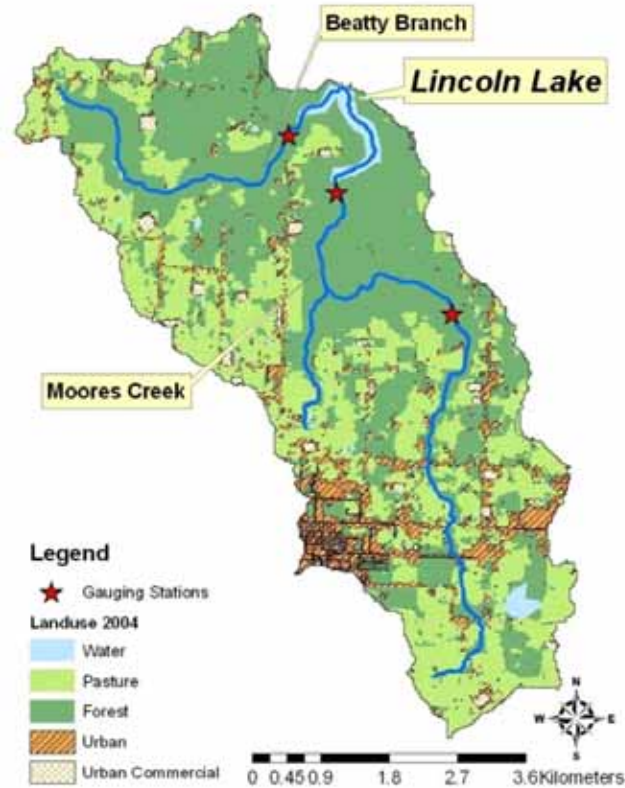 Beatty Branch
Lincoln Lake
Moores Creek
Legend
Gauging Stations
Landuse 2004
Water
Pasture
Forest
Urban
Urban Commercial
N
W E
S
0 0.45 0.9 1.8 2.7 3.6 Kilometers